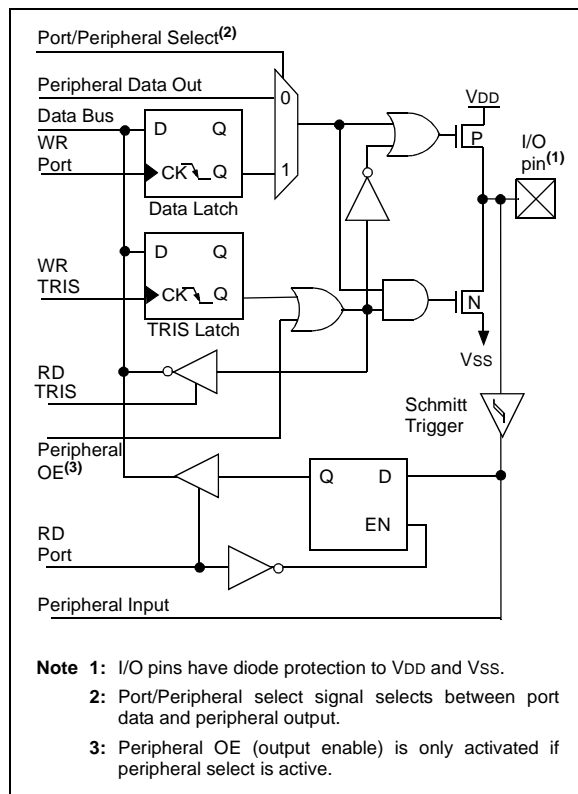 Port/Peripheral Select(2)
Peripheral Data Out
0
VDD
Data Bus
D Q
P
I/O
pin(1)
WR
Port
CK Q
1
Data Latch
D Q
WR
TRIS
CK Q
N
TRIS Latch
VSS
RD
TRIS
Schmitt
Trigger
Peripheral
OE(3)
Q D
EN
RD
Port
Peripheral Input
Note 1: I/O pins have diode protection to VDD and VSS.
2: Port/Peripheral select signal selects between port
data and peripheral output.
3: Peripheral OE (output enable) is only activated if
peripheral select is active.